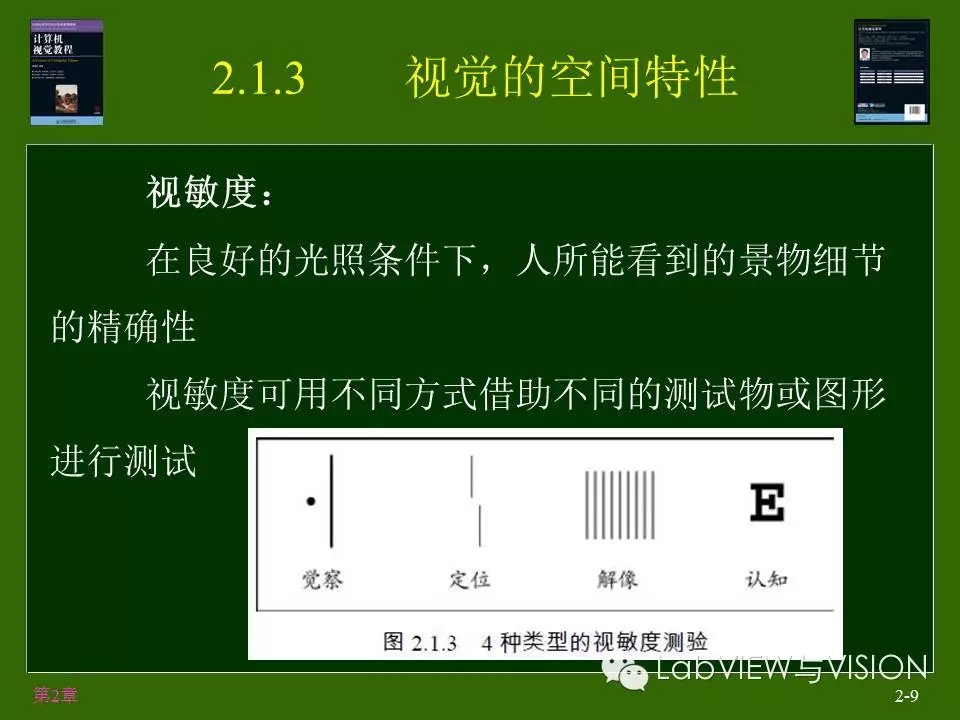 计算机
视觉教程
2.1.3 视觉的空间特性
视敏度：
在良好的光照条件下，人所能看到的景物细节
的精确性
视敏度可用不同方式借助不同的测试物或图形
进行测试
E
觉察 定位 解像 认知
图 2.1.3 4 种类型的视敏度测验
LabVIEW与VISION
第2章
2-9